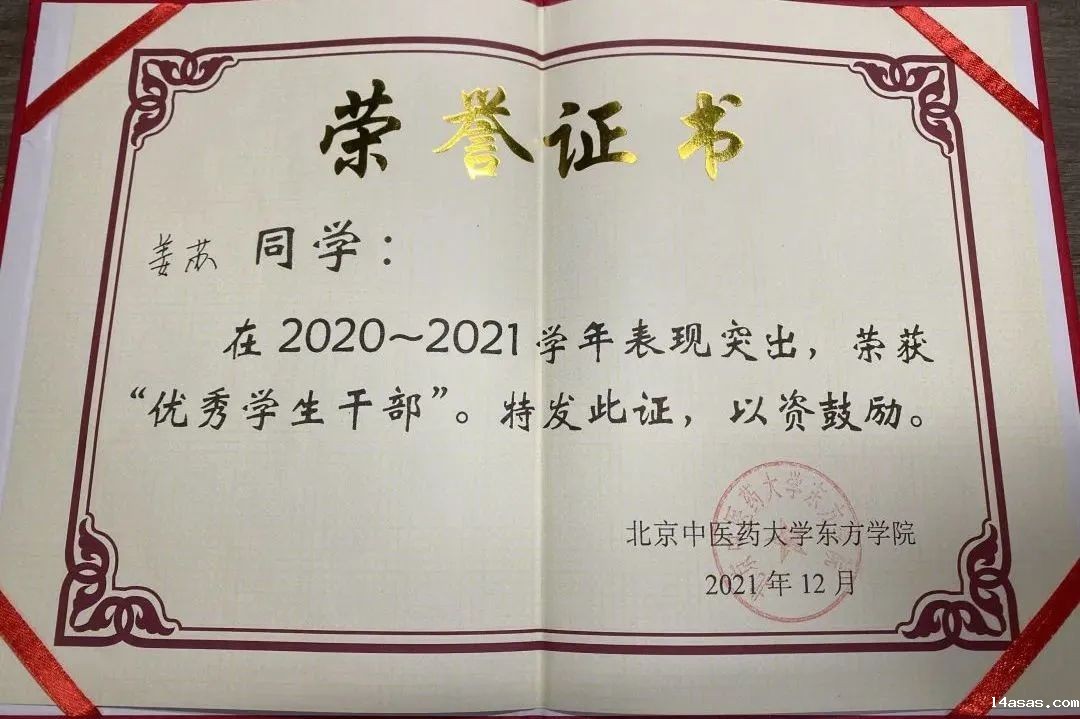 荣誉证书
姜苏 同学：
在2020～2021学年表现突出，荣获
“优秀学生干部”。特发此证，以资鼓励。
北京中医药大学东方学院
2021年12月
14asas.com